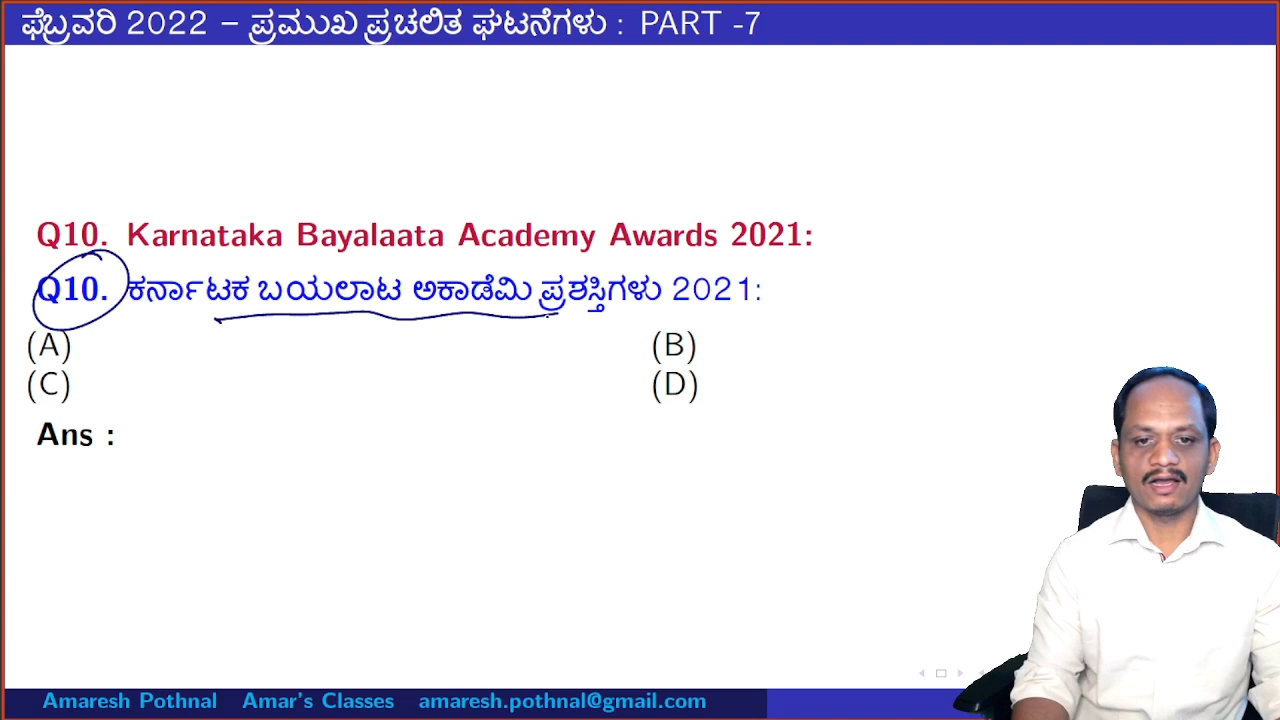 ಫೆಬ್ರವರಿ 2022 – ಪ್ರಮುಖ ಪ್ರಚಲಿತ ಘಟನೆಗಳು : PART -7
Q10. Karnataka Bayalaata Academy Awards 2021:
Q10. ಕರ್ನಾಟಕ ಬಯಲಾಟ ಅಕಾಡೆಮಿ ಪ್ರಶಸ್ತಿಗಳು 2021:
(A) (B)
(C) (D)
Ans :
Amaresh Pothnal Amar's Classes amaresh.pothnal@gmail.com